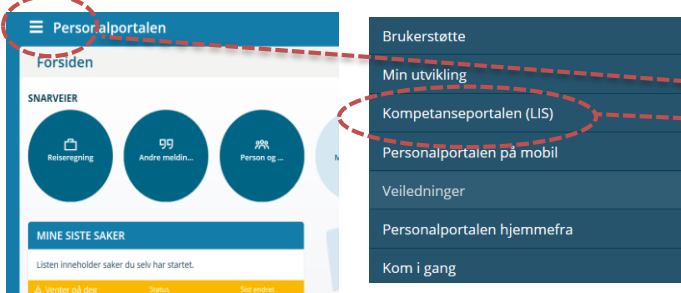 Personalportalen
Forsiden
SNARVEIER
Reiseregning
Andre meldin...
Person og ...
M
MINE SISTE SAKER
Listen inneholder saker du selv har startet.
Venter på deg Status Sist endret
Brukerstøtte
Min utvikling
Kompetanseportalen (LIS)
Personalportalen på mobil
Veiledninger
Personalportalen hjemmefra
Kom i gang